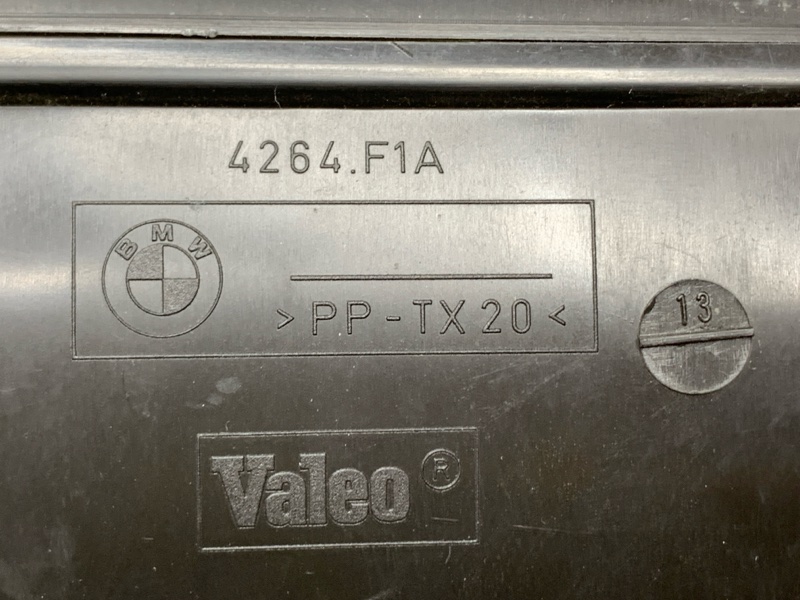 4264.F1A
BMW
>PP-TX20<
13
Valeo®